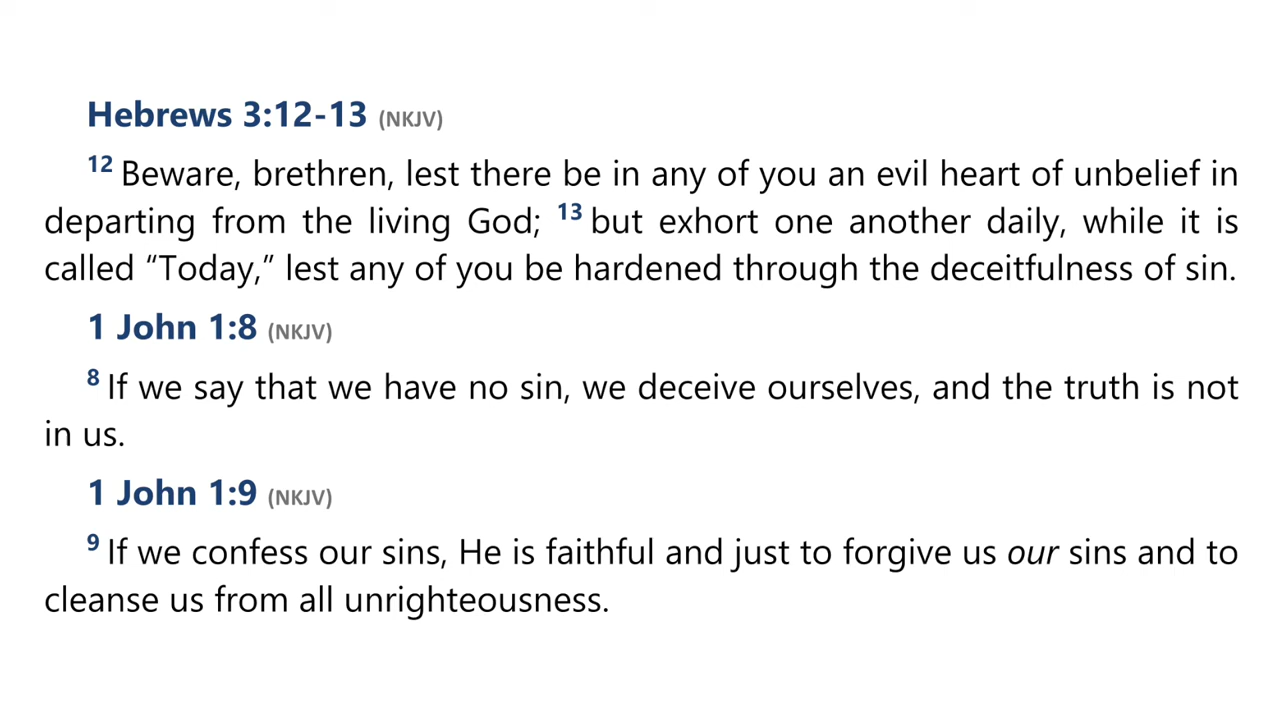 Hebrews 3:12-13 (NKJV)
12 Beware, brethren, lest there be in any of you an evil heart of unbelief in
departing from the living God; 13 but exhort one another daily, while it is
called “Today,” lest any of you be hardened through the deceitfulness of sin.
1 John 1:8 (NKJV)
8 If we say that we have no sin, we deceive ourselves, and the truth is not
in us.
1 John 1:9 (NKJV)
9 If we confess our sins, He is faithful and just to forgive us our sins and to
cleanse us from all unrighteousness.